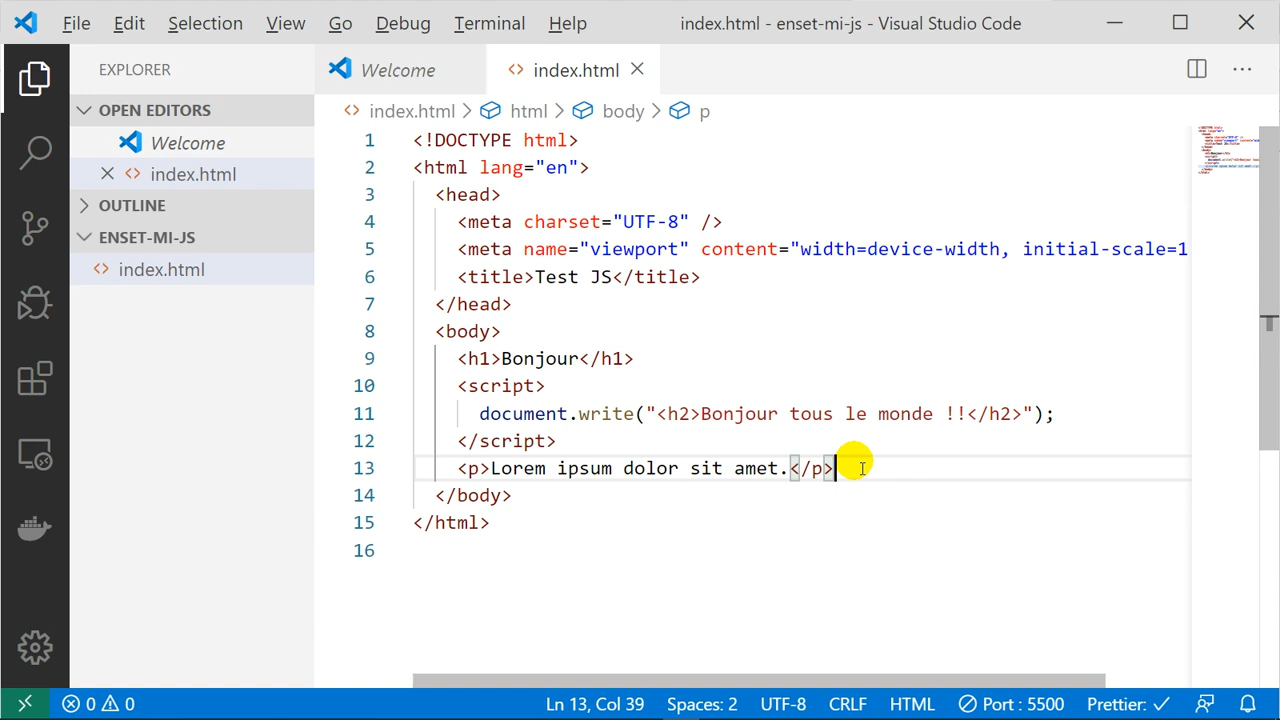 File Edit Selection View Go Debug Terminal Help index.html - enset-mi-js - Visual Studio Code
EXPLORER
OPEN EDITORS
Welcome
index.html
OUTLINE
ENSET-MI-JS
index.html
Welcome index.html
index.html html body p
1 <!DOCTYPE html>
2 <html lang="en">
3 <head>
4 <meta charset="UTF-8" />
5 <meta name="viewport" content="width=device-width, initial-scale=1
6 <title>Test JS</title>
7 </head>
8 <body>
9 <h1>Bonjour</h1>
10 <script>
11 document.write("<h2>Bonjour tous le monde !!</h2>");
12 </script>
13 <p>Lorem ipsum dolor sit amet.</p>
14 </body>
15 </html>
16
0 0 Ln 13, Col 39 Spaces: 2 UTF-8 CRLF HTML Port : 5500 Prettier: ✓